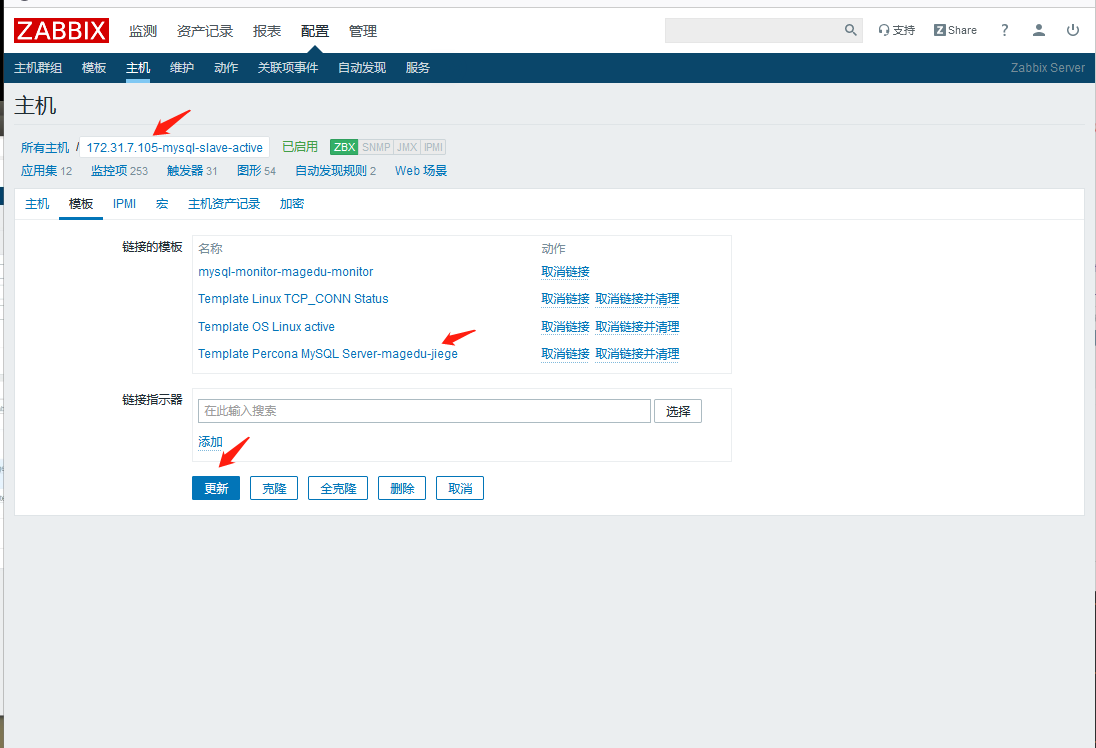 ZABBIX 监测 资产记录 报表 配置 管理 支持 Z Share ?
主机群组 模板 主机 维护 动作 关联项事件 自动发现 服务 Zabbix Server
主机
所有主机 / 172.31.7.105-mysql-slave-active 已启用 ZBX SNMP JMX IPMI
应用集 12 监控项 253 触发器 31 图形 54 自动发现规则 2 Web 场景
主机 模板 IPMI 宏 主机资产记录 加密
链接的模板 名称 动作
mysql-monitor-magedu-monitor 取消链接
Template Linux TCP_CONN Status 取消链接 取消链接并清理
Template OS Linux active 取消链接 取消链接并清理
Template Percona MySQL Server-magedu-jiege 取消链接 取消链接并清理
链接指示器 在此输入搜索 选择
添加
更新 克隆 全克隆 删除 取消